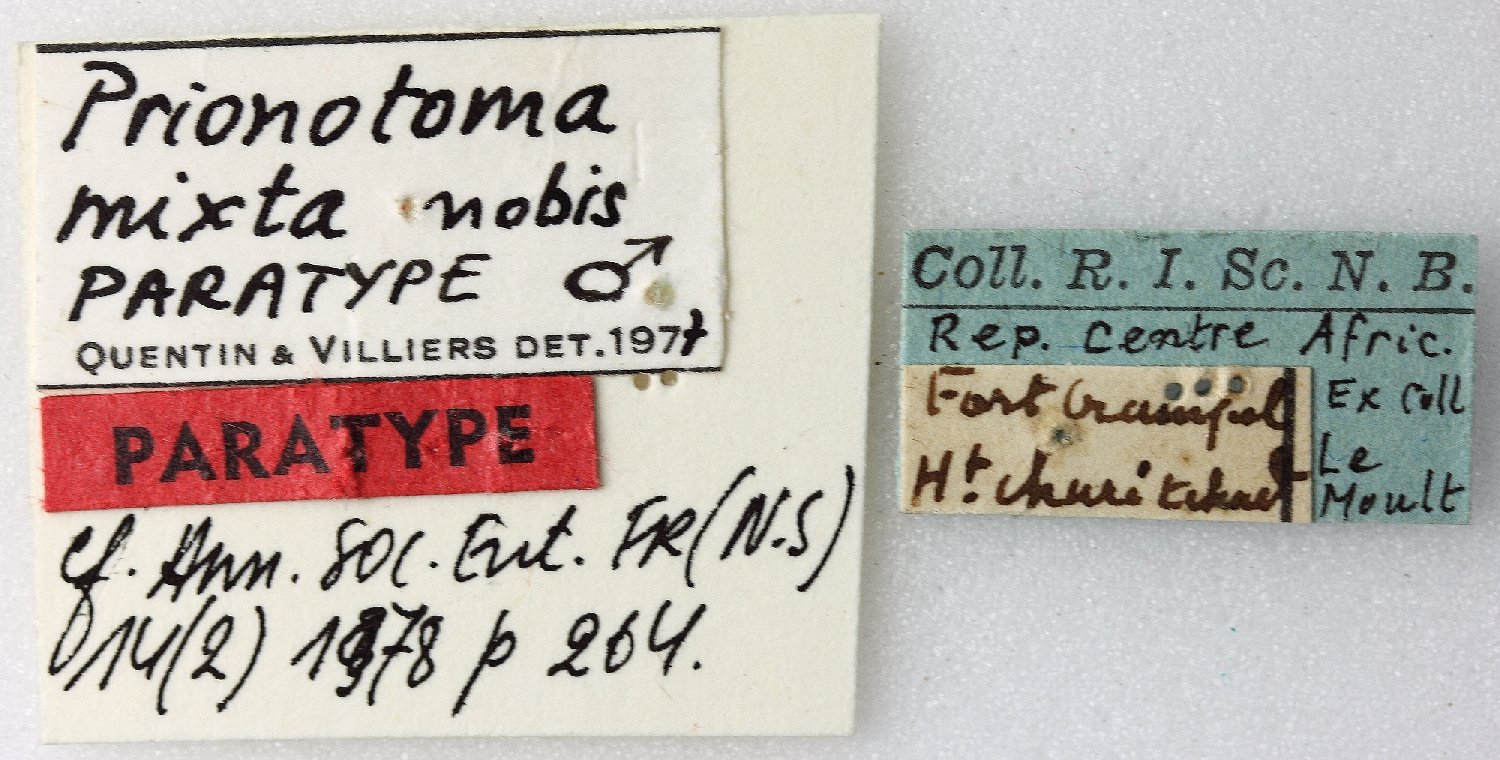 Prionotoma
mixta nobis
PARATYPE ♂
QUENTIN & VILLIERS DET. 1977
PARATYPE
cf. Ann. Soc. Ent. FR (N.S)
14(2) 1978 p 264.
Coll. R. I. Sc. N. B.
Rep. Centre Afric.
Fort Crampel
Ht.
Ex Coll
Le
Moult